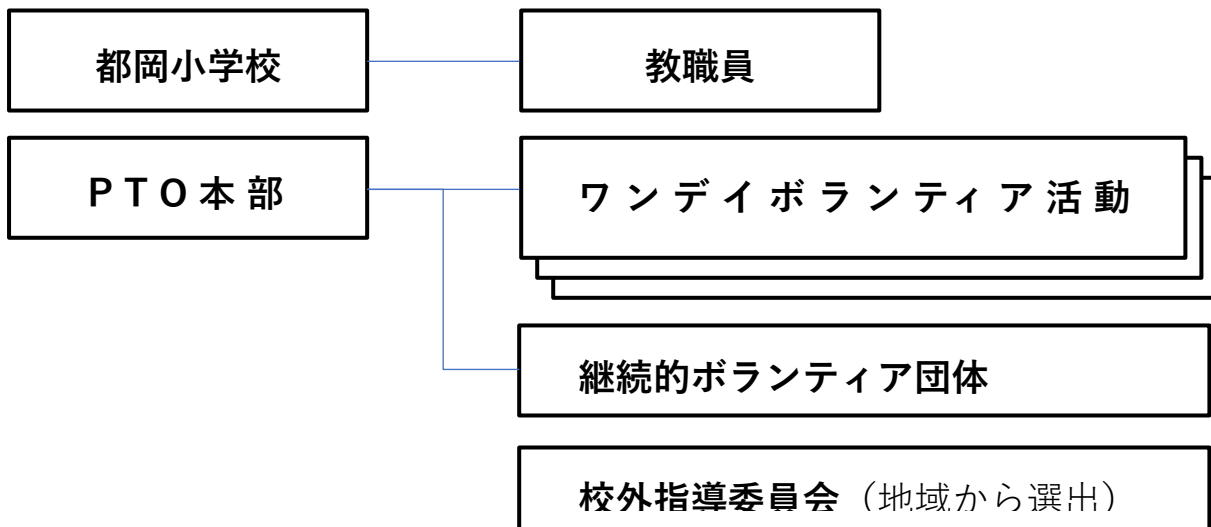 都岡小学校
教職員
PTO本部
ワンデイボランティア活動
継続的ボランティア団体
校外指導委員会（地域から選出）